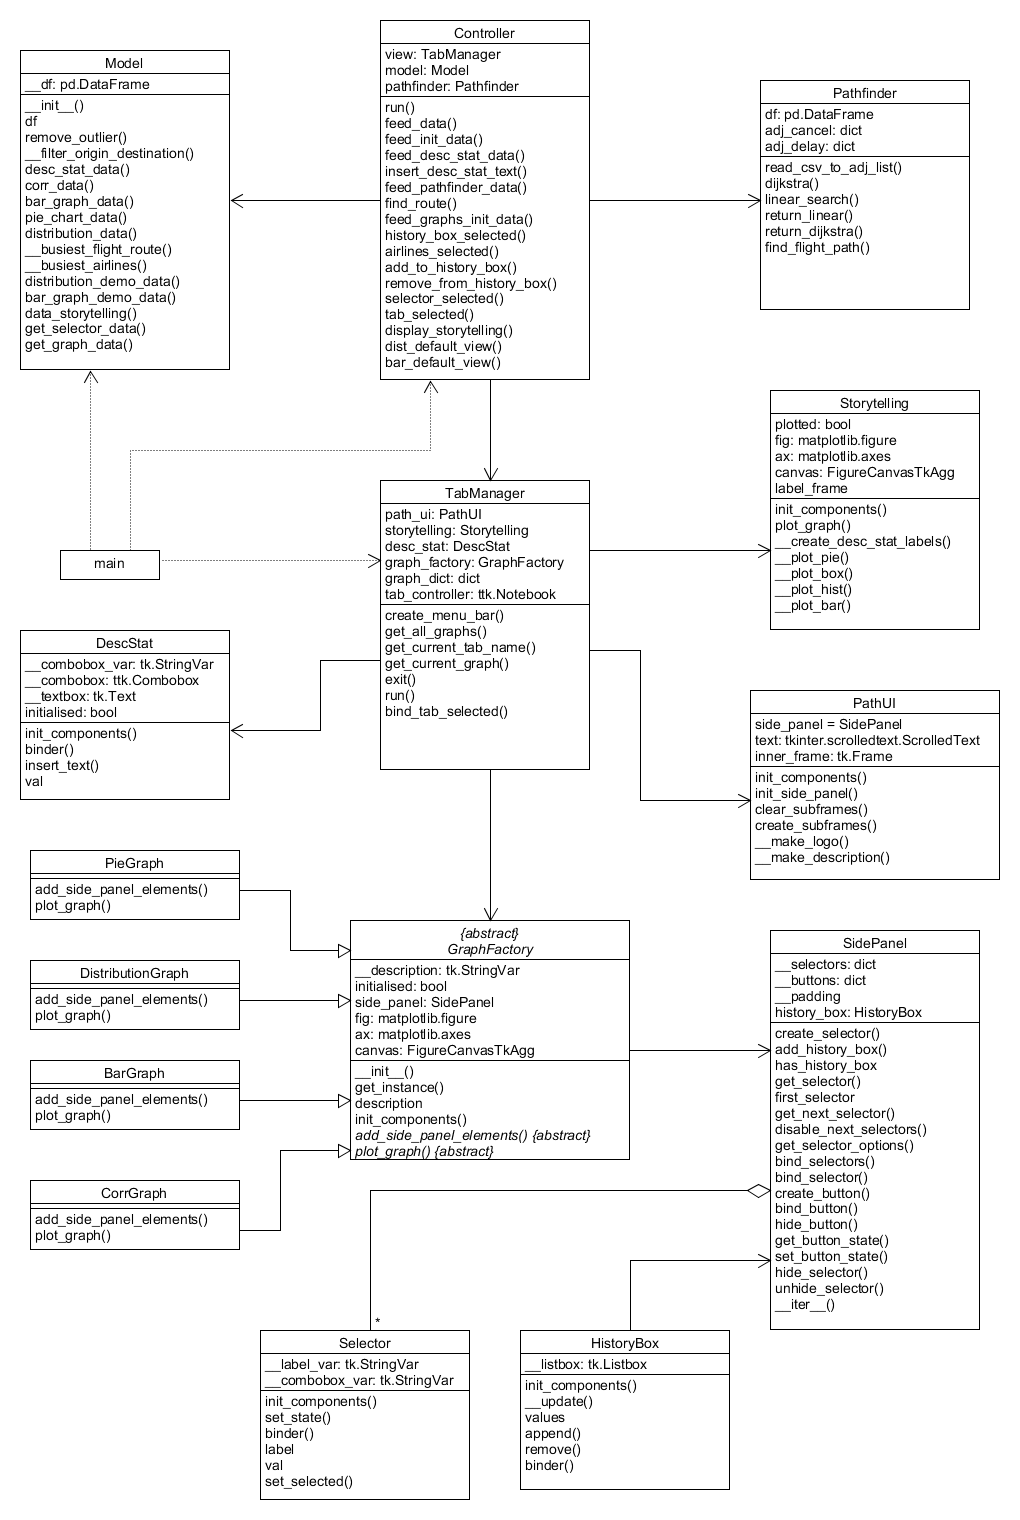 Controller
view: TabManager
model: Model
pathfinder: Pathfinder
run()
feed_data()
feed_init_data()
feed_desc_stat_data()
insert_desc_stat_text()
feed_pathfinder_data()
find_route()
feed_graphs_init_data()
history_box_selected()
airlines_selected()
add_to_history_box()
remove_from_history_box()
selector_selected()
tab_selected()
display_storytelling()
dist_default_view()
bar_default_view()
Model
__df: pd.DataFrame
__init__()
df
remove_outlier()
__filter_origin_destination()
desc_stat_data()
corr_data()
bar_graph_data()
pie_chart_data()
distribution_data()
__busiest_flight_route()
__busiest_airlines()
distribution_demo_data()
bar_graph_demo_data()
data_storytelling()
get_selector_data()
get_graph_data()
Pathfinder
df: pd.DataFrame
adj_cancel: dict
adj_delay: dict
read_csv_to_adj_list()
dijkstra()
linear_search()
return_linear()
return_dijkstra()
find_flight_path()
Storytelling
plotted: bool
fig: matplotlib.figure
ax: matplotlib.axes
canvas: FigureCanvasTkAgg
label_frame
init_components()
plot_graph()
__create_desc_stat_labels()
__plot_pie()
__plot_box()
__plot_hist()
__plot_bar()
TabManager
path_ui: PathUI
storytelling: Storytelling
desc_stat: DescStat
graph_factory: GraphFactory
graph_dict: dict
tab_controller: ttk.Notebook
create_menu_bar()
get_all_graphs()
get_current_tab_name()
get_current_graph()
exit()
run()
bind_tab_selected()
main
DescStat
__combobox_var: tk.StringVar
__combobox: ttk.Combobox
__textbox: tk.Text
initialised: bool
init_components()
binder()
insert_text()
val
PathUI
side_panel = SidePanel
text: tkinter.scrolledtext.ScrolledText
inner_frame: tk.Frame
init_components()
init_side_panel()
clear_subframes()
create_subframes()
__make_logo()
__make_description()
PieGraph
add_side_panel_elements()
plot_graph()
DistributionGraph
add_side_panel_elements()
plot_graph()
BarGraph
add_side_panel_elements()
plot_graph()
CorrGraph
add_side_panel_elements()
plot_graph()
{abstract}
GraphFactory
__description: tk.StringVar
initialised: bool
side_panel: SidePanel
fig: matplotlib.figure
ax: matplotlib.axes
canvas: FigureCanvasTkAgg
__init__()
get_instance()
description
init_components()
add_side_panel_elements() {abstract}
plot_graph() {abstract}
SidePanel
__selectors: dict
__buttons: dict
__padding
history_box: HistoryBox
create_selector()
add_history_box()
has_history_box
get_selector()
first_selector
get_next_selector()
disable_next_selectors()
get_selector_options()
bind_selectors()
bind_selector()
create_button()
bind_button()
hide_button()
get_button_state()
set_button_state()
hide_selector()
unhide_selector()
__iter__()
*
Selector
__label_var: tk.StringVar
__combobox_var: tk.StringVar
init_components()
set_state()
binder()
label
val
set_selected()
HistoryBox
__listbox: tk.Listbox
init_components()
__update()
values
append()
remove()
binder()